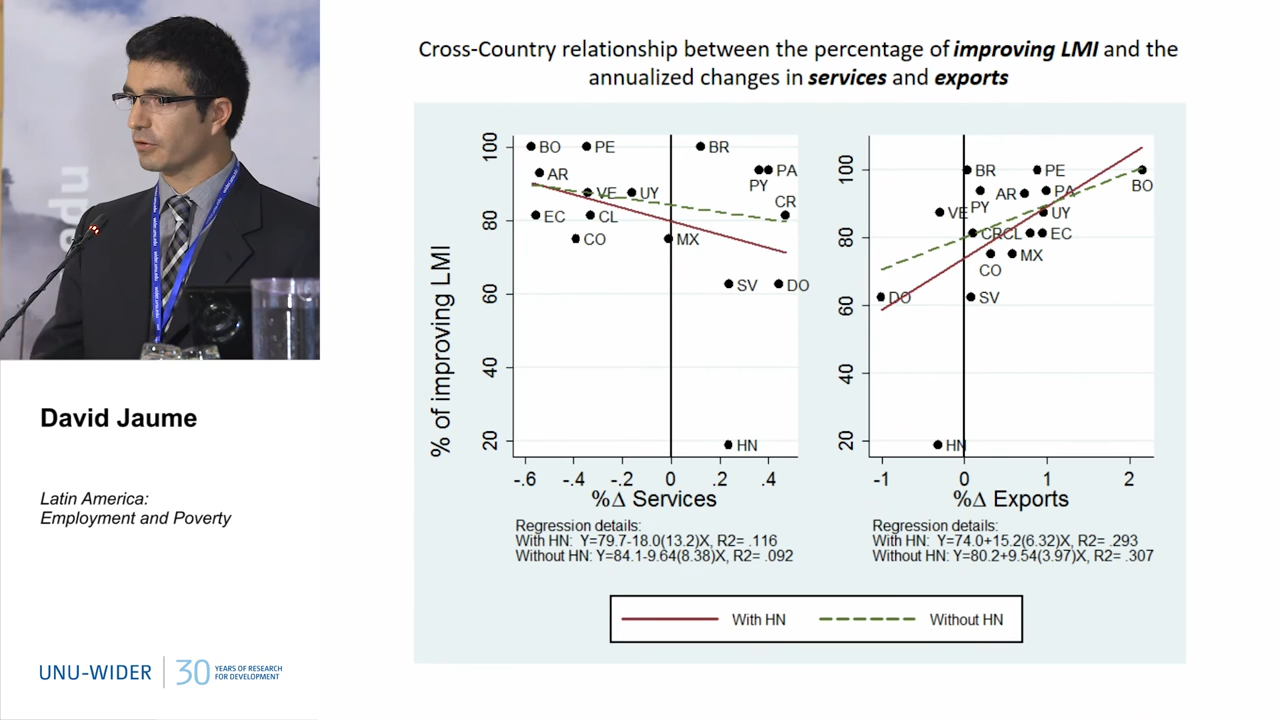 Cross-Country relationship between the percentage of improving LMI and the
annualized changes in services and exports
% of improving LMI
100
80
60
40
20
BO
PE
BR
AR
PA
PY
VE
UY
CR
EC
CL
CO
MX
SV
DO
HN
-.6 -.4 -.2 0 .2 .4
%Δ Services
Regression details:
With HN: Y=79.7-18.0(13.2)X, R2= .116
Without HN: Y=84.1-9.64(8.38)X, R2= .092
100
80
60
40
20
BR
PE
BO
PY
AR
PA
VE
UY
CR
CL
EC
CO
MX
DO
SV
HN
-1 0 1 2
%Δ Exports
Regression details:
With HN: Y=74.0+15.2(6.32)X, R2= .293
Without HN: Y=80.2+9.54(3.97)X, R2= .307
With HN
Without HN
David Jaume
Latin America:
Employment and Poverty
UNU-WIDER
30 YEARS OF RESEARCH
FOR DEVELOPMENT
edu